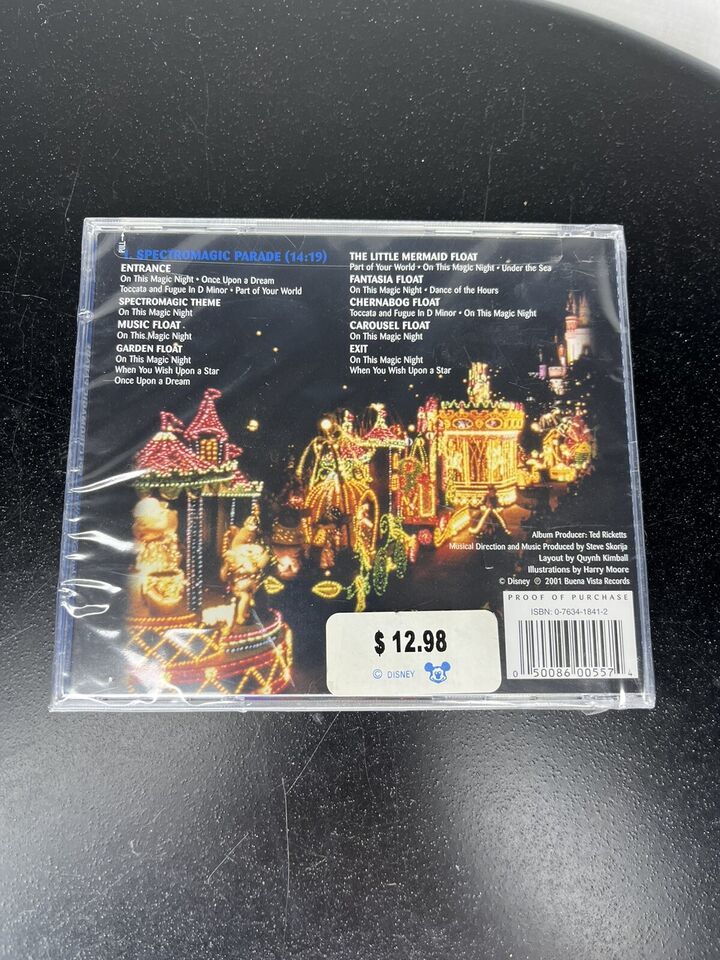 PULL
1. SPECTROMAGIC PARADE (14:19)
ENTRANCE
On This Magic Night • Once Upon a Dream
Toccata and Fugue In D Minor • Part of Your World
SPECTROMAGIC THEME
On This Magic Night
MUSIC FLOAT
On This Magic Night
GARDEN FLOAT
On This Magic Night
When You Wish Upon a Star
Once Upon a Dream
THE LITTLE MERMAID FLOAT
Part of Your World • On This Magic Night • Under the Sea
FANTASIA FLOAT
On This Magic Night • Dance of the Hours
CHERNABOG FLOAT
Toccata and Fugue In D Minor • On This Magic Night
CAROUSEL FLOAT
On This Magic Night
EXIT
On This Magic Night
When You Wish Upon a Star
Album Producer: Ted Ricketts
Musical Direction and Music Produced by Steve Skorija
Layout by Quynh Kimball
Illustrations by Harry Moore
© Disney ℗ 2001 Buena Vista Records
PROOF OF PURCHASE
ISBN: 0-7634-1841-2
0 50086 00557 4
$ 12.98
© DISNEY